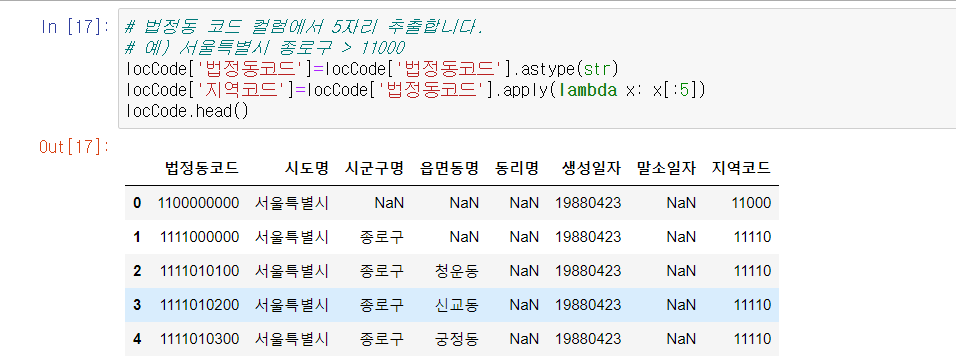 In [17]:
# 법정동 코드 컬럼에서 5자리 추출합니다.
# 예) 서울특별시 종로구 > 11000
locCode['법정동코드']=locCode['법정동코드'].astype(str)
locCode['지역코드']=locCode['법정동코드'].apply(lambda x: x[:5])
locCode.head()
Out[17]:
법정동코드 시도명 시군구명 읍면동명 동리명 생성일자 말소일자 지역코드
0 1100000000 서울특별시 NaN NaN NaN 19880423 NaN 11000
1 1111000000 서울특별시 종로구 NaN NaN 19880423 NaN 11110
2 1111010100 서울특별시 종로구 청운동 NaN 19880423 NaN 11110
3 1111010200 서울특별시 종로구 신교동 NaN 19880423 NaN 11110
4 1111010300 서울특별시 종로구 궁정동 NaN 19880423 NaN 11110